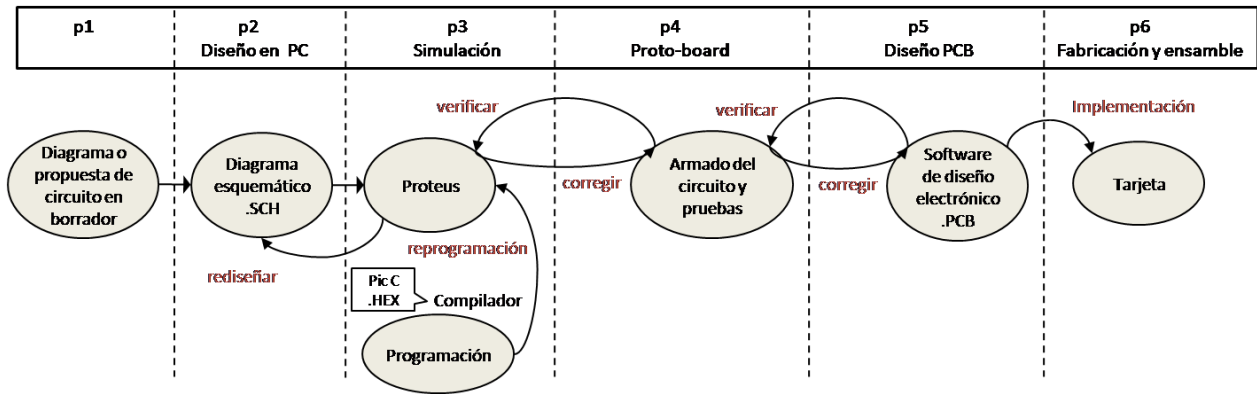 p1
p2
Diseño en PC
p3
Simulación
p4
Proto-board
p5
Diseño PCB
p6
Fabricación y ensamble
verificar
verificar
Implementación
Diagrama o
propuesta de
circuito en
borrador
Diagrama
esquemático
.SCH
Proteus
Armado del
circuito y
pruebas
Software
de diseño
electrónico
.PCB
Tarjeta
corregir
corregir
rediseñar
reprogramación
Pic C
.HEX
Compilador
Programación